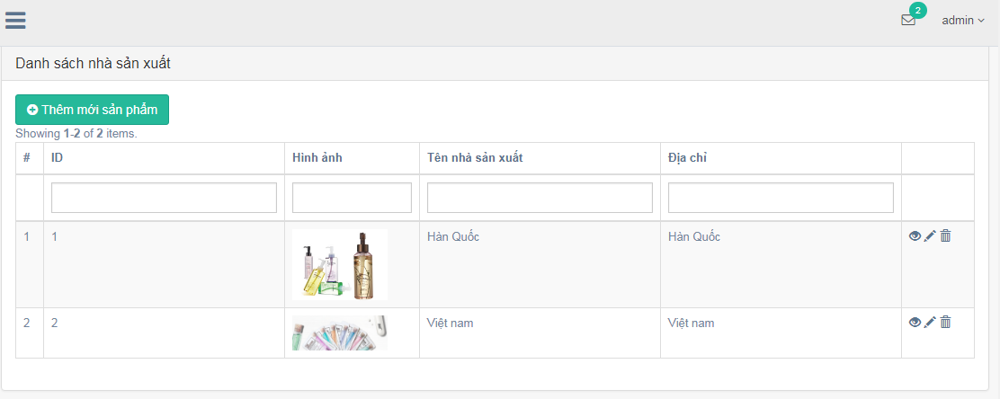 2
admin
Danh sách nhà sản xuất
Thêm mới sản phẩm
Showing 1-2 of 2 items.
# ID Hình ảnh Tên nhà sản xuất Địa chỉ
1 1 Hàn Quốc Hàn Quốc
2 2 Việt nam Việt nam